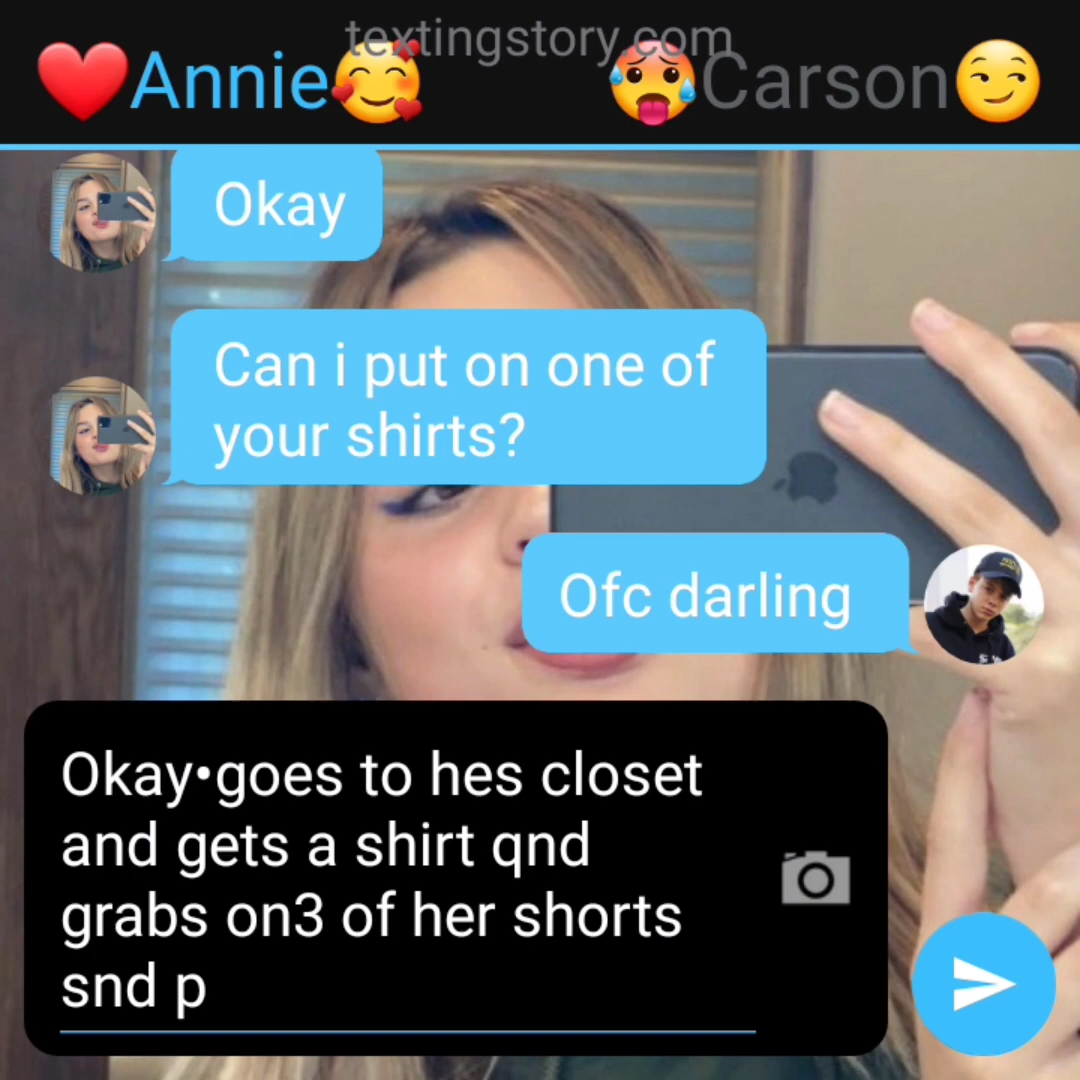 textingstory.com
❤️Annie🥰
🥵Carson😏
Okay
Can i put on one of
your shirts?
Ofc darling
Okay•goes to hes closet
and gets a shirt qnd
grabs on3 of her shorts
snd p